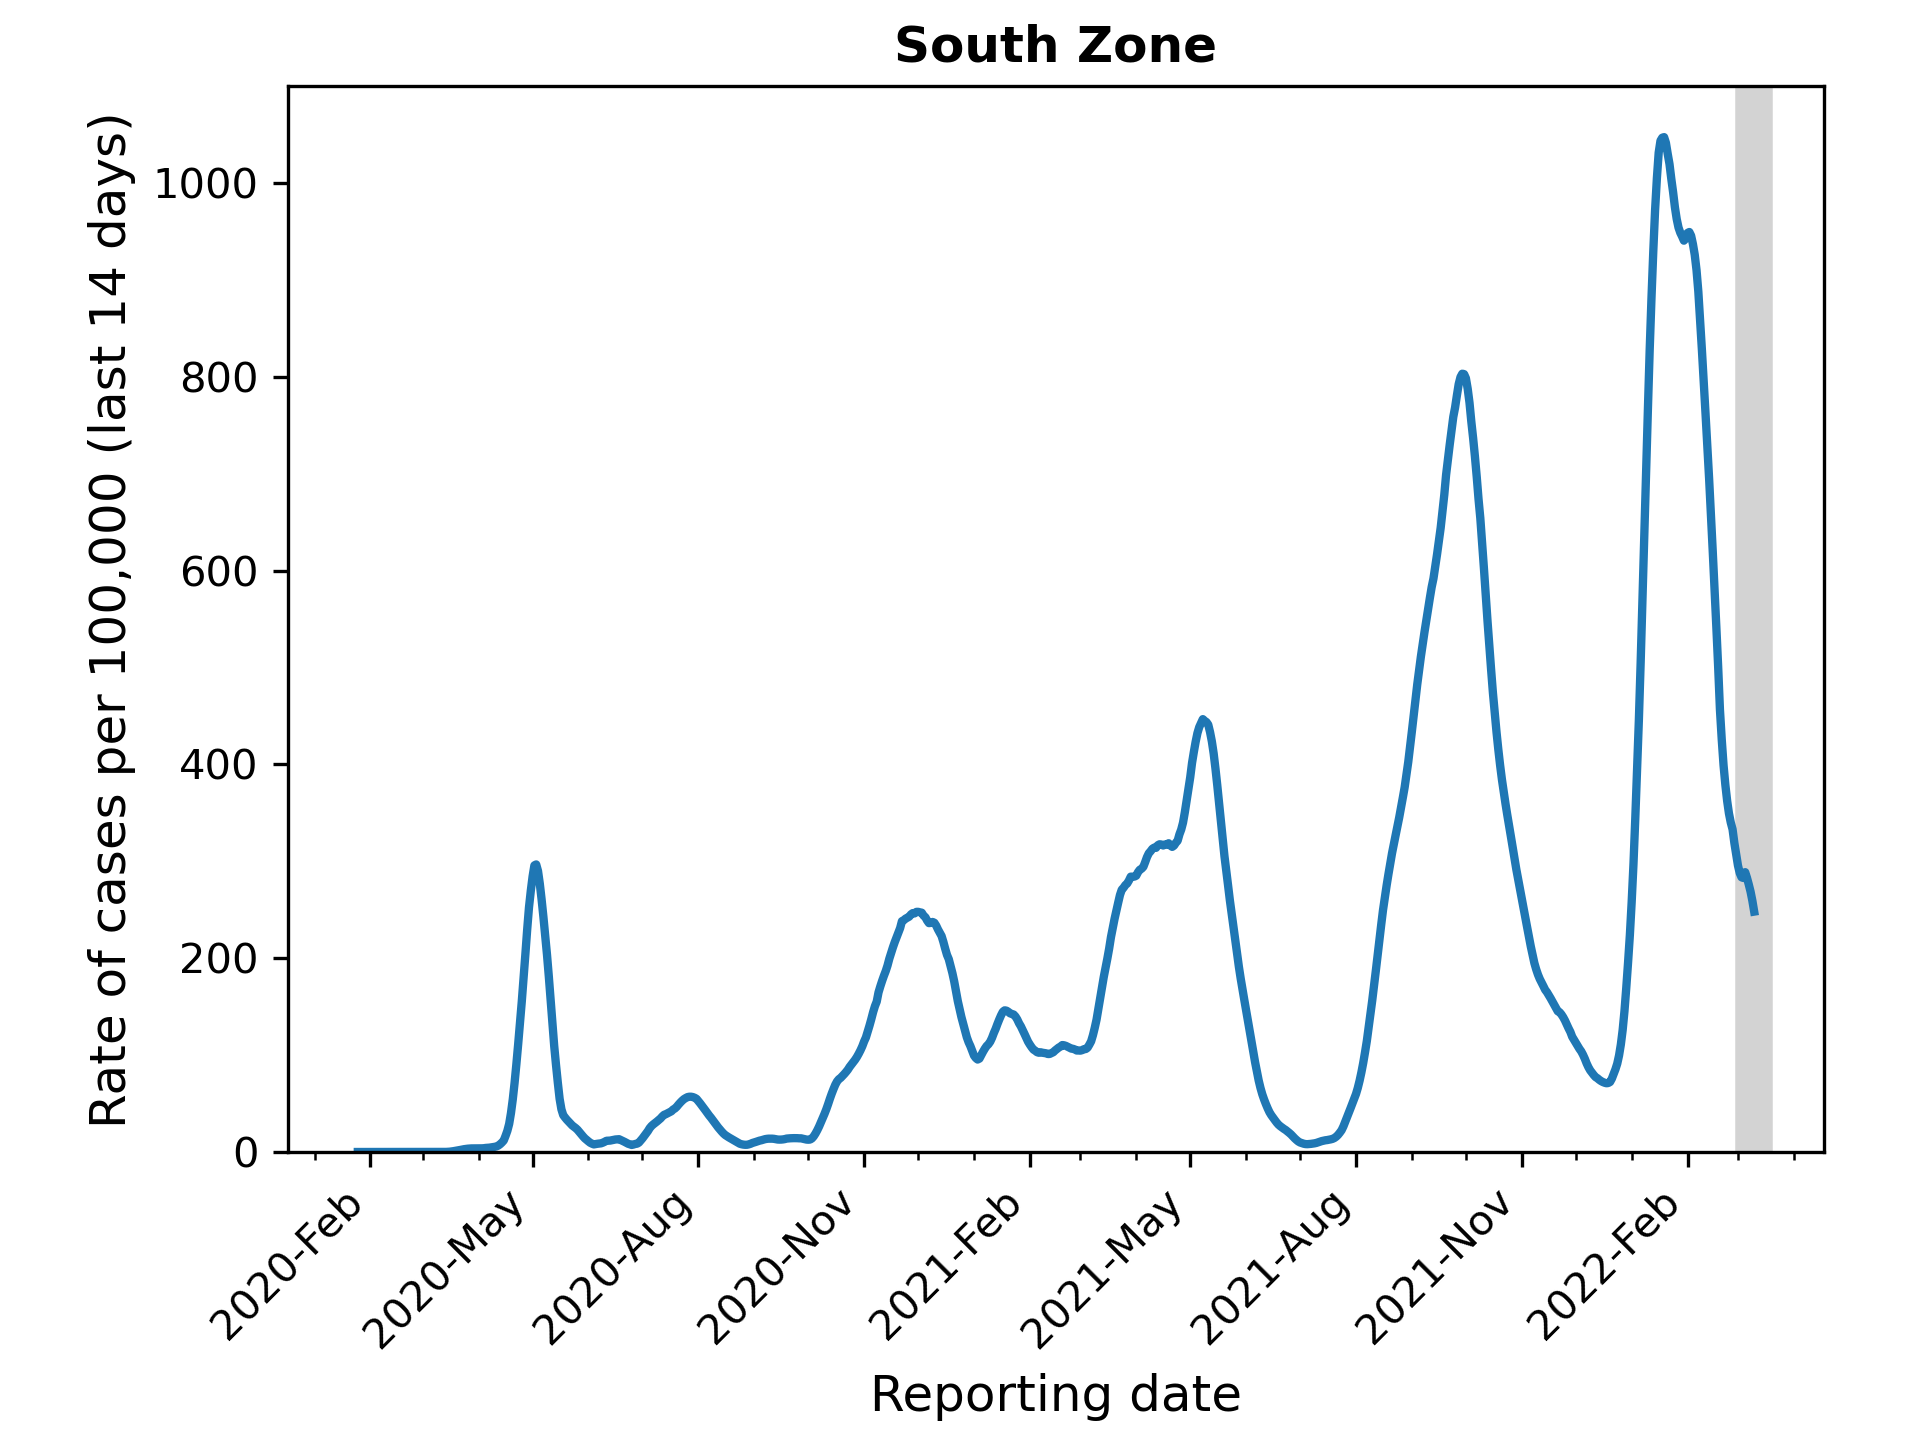 South Zone
Rate of cases per 100,000 (last 14 days)
1000
800
600
400
200
0
2020-Feb
2020-May
2020-Aug
2020-Nov
2021-Feb
2021-May
2021-Aug
2021-Nov
2022-Feb
Reporting date